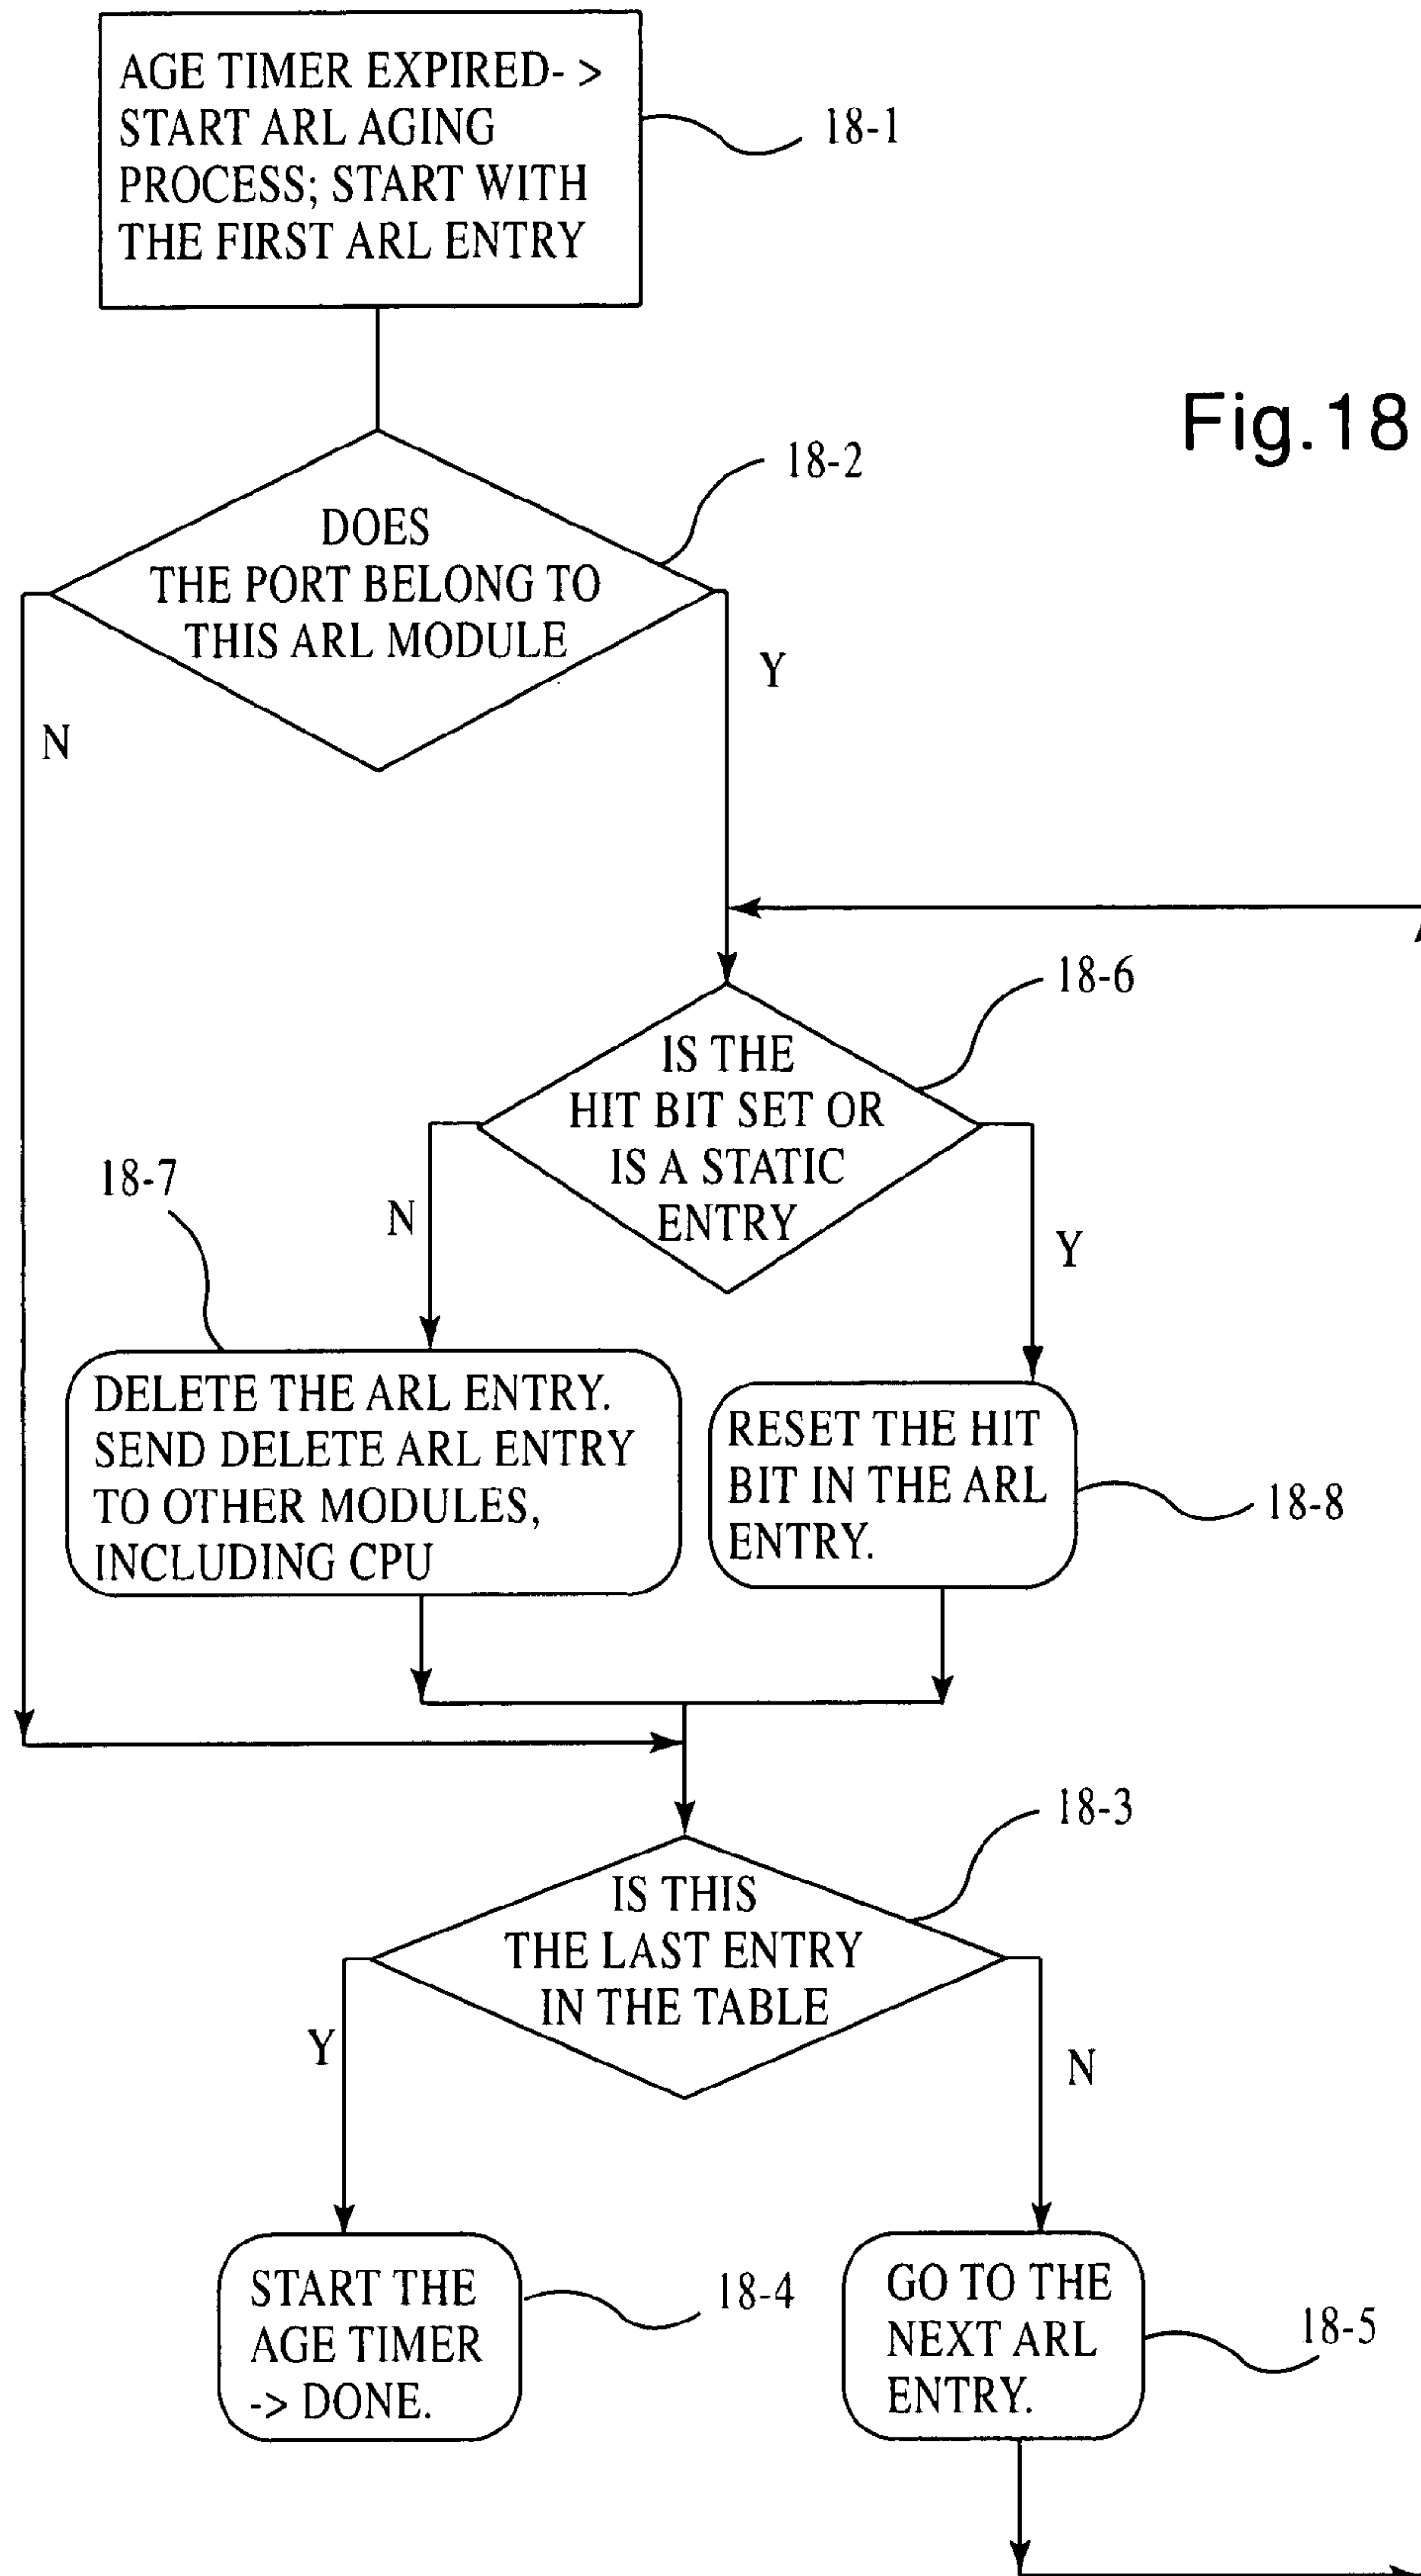 AGE TIMER EXPIRED- >
START ARL AGING
PROCESS; START WITH
THE FIRST ARL ENTRY
18-1
Fig.18
18-2
DOES
THE PORT BELONG TO
THIS ARL MODULE
Y
N
18-6
IS THE
HIT BIT SET OR
IS A STATIC
ENTRY
18-7
N
Y
DELETE THE ARL ENTRY.
SEND DELETE ARL ENTRY
TO OTHER MODULES,
INCLUDING CPU
RESET THE HIT
BIT IN THE ARL
ENTRY.
18-8
18-3
IS THIS
THE LAST ENTRY
IN THE TABLE
Y
N
START THE
AGE TIMER
-> DONE.
18-4
GO TO THE
NEXT ARL
ENTRY.
18-5